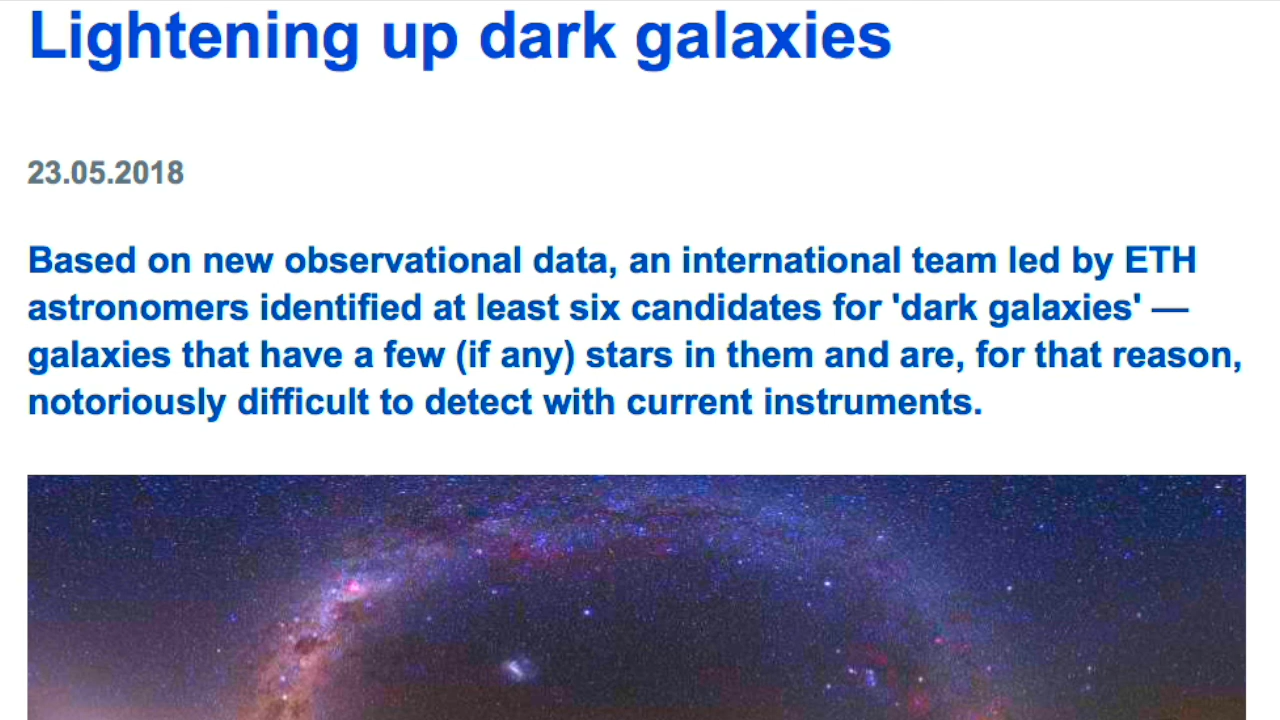 Lightening up dark galaxies
23.05.2018
Based on new observational data, an international team led by ETH
astronomers identified at least six candidates for 'dark galaxies' —
galaxies that have a few (if any) stars in them and are, for that reason,
notoriously difficult to detect with current instruments.